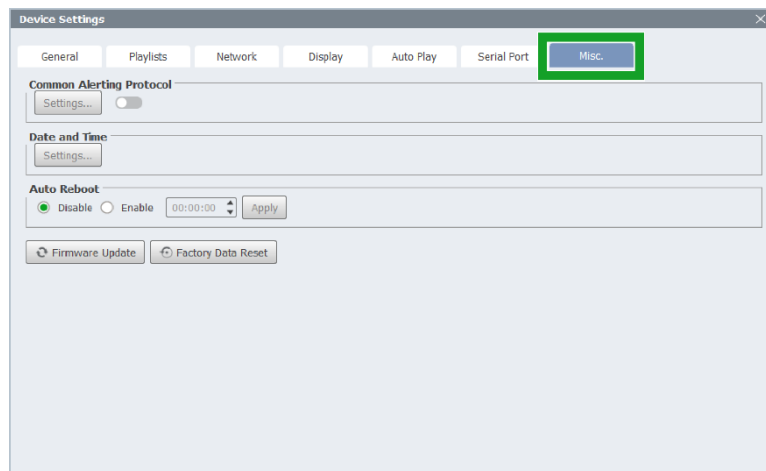 Device Settings
General Playlists Network Display Auto Play Serial Port Misc.
Common Alerting Protocol
Settings...
Date and Time
Settings...
Auto Reboot
Disable Enable 00:00:00 Apply
Firmware Update Factory Data Reset